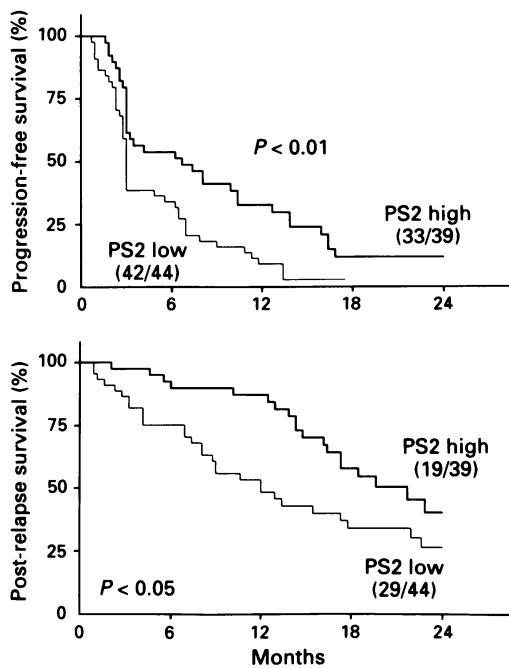 Progression-free survival (%)
100
75
50
25
0
P < 0.01
PS2 high
(33/39)
PS2 low
(42/44)
0 6 12 18 24
Post-relapse survival (%)
100
75
50
25
0
PS2 high
(19/39)
PS2 low
(29/44)
P < 0.05
0 6 12 18 24
Months